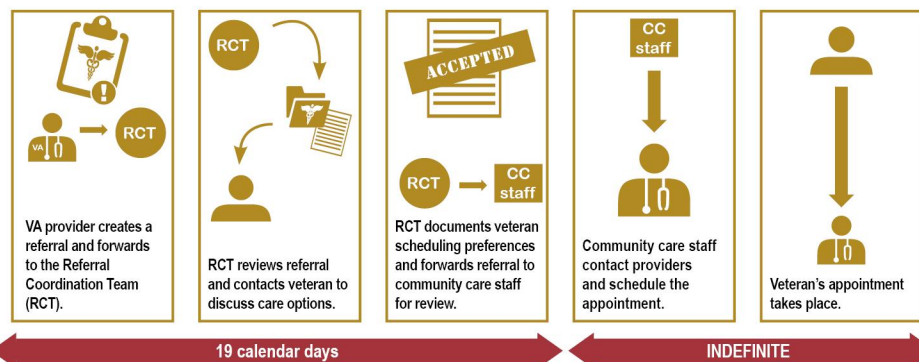 VA
RCT
VA provider creates a
referral and forwards
to the Referral
Coordination Team
(RCT).
RCT
RCT reviews referral
and contacts veteran to
discuss care options.
ACCEPTED
RCT
CC
staff
RCT documents veteran
scheduling preferences
and forwards referral to
community care staff
for review.
CC
staff
Community care staff
contact providers
and schedule the
appointment.
Veteran's appointment
takes place.
19 calendar days
INDEFINITE